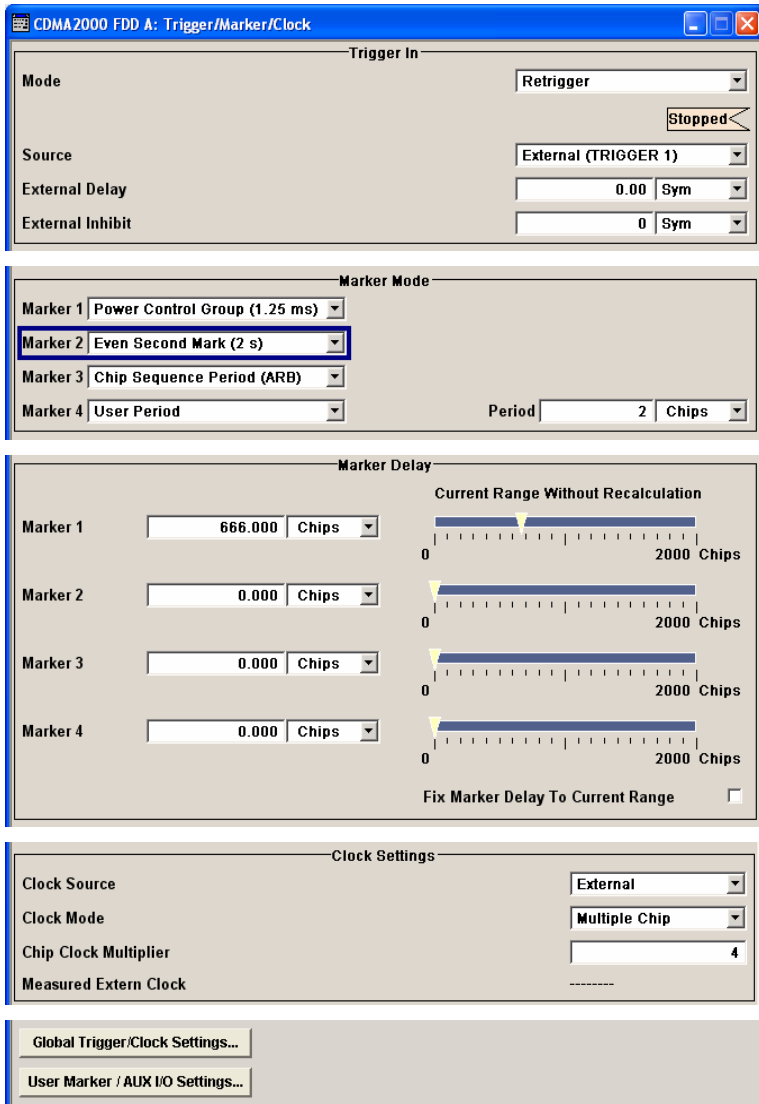 CDMA2000 FDD A: Trigger/Marker/Clock
Trigger In
Mode Retrigger
Stopped
Source External (TRIGGER 1)
External Delay 0.00 Sym
External Inhibit 0 Sym
Marker Mode
Marker 1 Power Control Group (1.25 ms)
Marker 2 Even Second Mark (2 s)
Marker 3 Chip Sequence Period (ARB)
Marker 4 User Period Period 2 Chips
Marker Delay
Current Range Without Recalculation
Marker 1 666.000 Chips
0 2000 Chips
Marker 2 0.000 Chips
0 2000 Chips
Marker 3 0.000 Chips
0 2000 Chips
Marker 4 0.000 Chips
0 2000 Chips
Fix Marker Delay To Current Range
Clock Settings
Clock Source External
Clock Mode Multiple Chip
Chip Clock Multiplier 4
Measured Extern Clock --------
Global Trigger/Clock Settings...
User Marker / AUX I/O Settings...